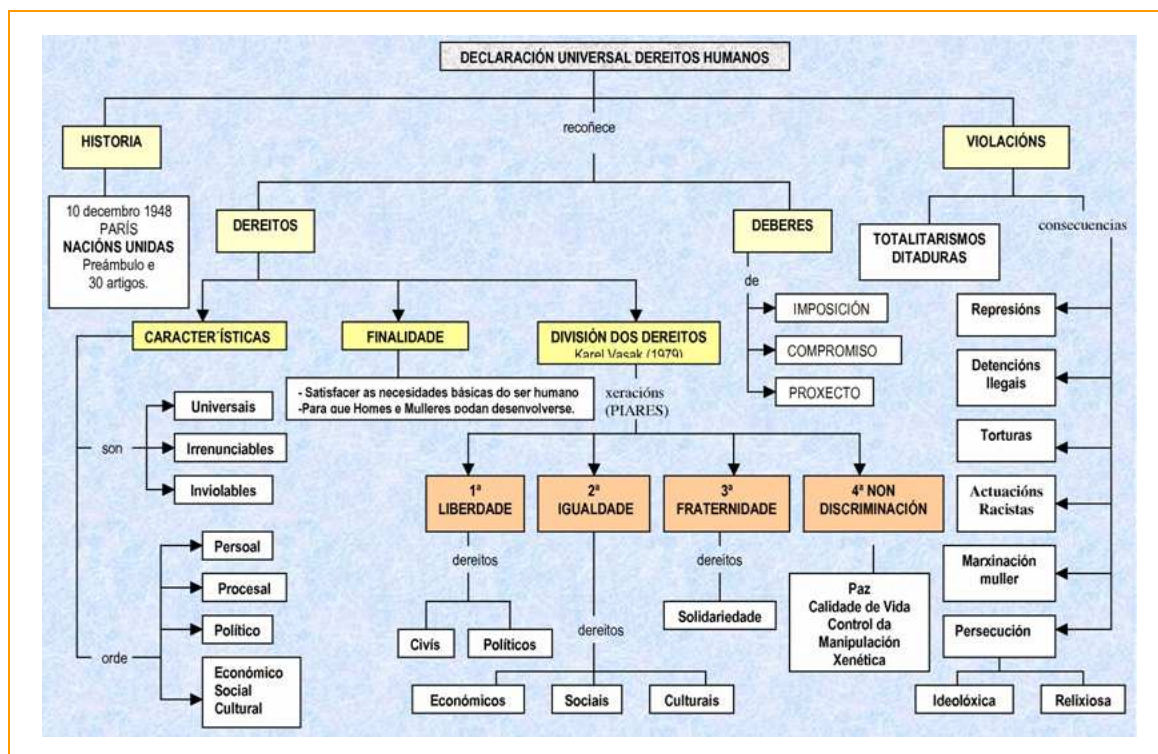 DECLARACIÓN UNIVERSAL DEREITOS HUMANOS
recoñece
HISTORIA
10 decembro 1948
PARÍS
NACIÓNS UNIDAS
Preámbulo e
30 artigos.
DEREITOS
CARACTER´ÍSTICAS
son
Universais
Irrenunciables
Inviolables
orde
Persoal
Procesal
Político
Económico
Social
Cultural
FINALIDADE
- Satisfacer as necesidades básicas do ser humano
-Para que Homes e Mulleres podan desenvolverse.
DIVISIÓN DOS DEREITOS
Karel Vasak (1979)
xeracións
(PIARES)
1ª
LIBERDADE
dereitos
Civís
Políticos
2ª
IGUALDADE
dereitos
Económicos
Sociais
Culturais
3ª
FRATERNIDADE
dereitos
Solidariedade
4ª NON
DISCRIMINACIÓN
Paz
Calidade de Vida
Control da
Manipulación
Xenética
DEBERES
de
IMPOSICIÓN
COMPROMISO
PROXECTO
VIOLACIÓNS
TOTALITARISMOS
DITADURAS
consecuencias
Represións
Detencións
Ilegais
Torturas
Actuacións
Racistas
Marxinación
muller
Persecución
Ideolóxica
Relixiosa